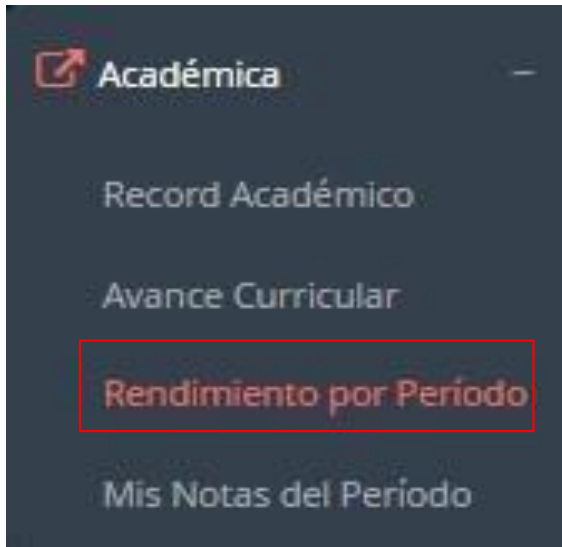 Académica
Record Académico
Avance Curricular
Rendimiento por Período
Mis Notas del Período